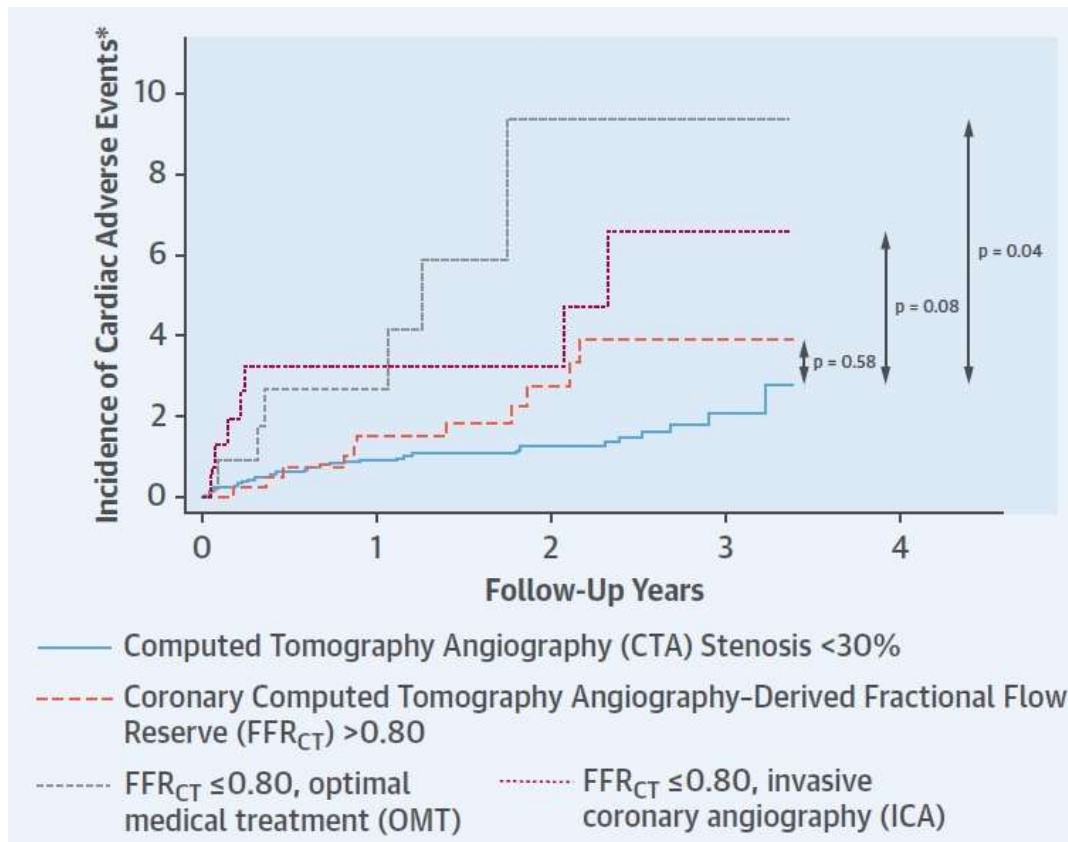 Incidence of Cardiac Adverse Events*
10
8
6
4
2
0
p = 0.04
p = 0.08
p = 0.58
0 1 2 3 4
Follow-Up Years
Computed Tomography Angiography (CTA) Stenosis <30%
Coronary Computed Tomography Angiography-Derived Fractional Flow
Reserve (FFRCT) >0.80
FFRCT ≤0.80, optimal
medical treatment (OMT)
FFRCT ≤0.80, invasive
coronary angiography (ICA)